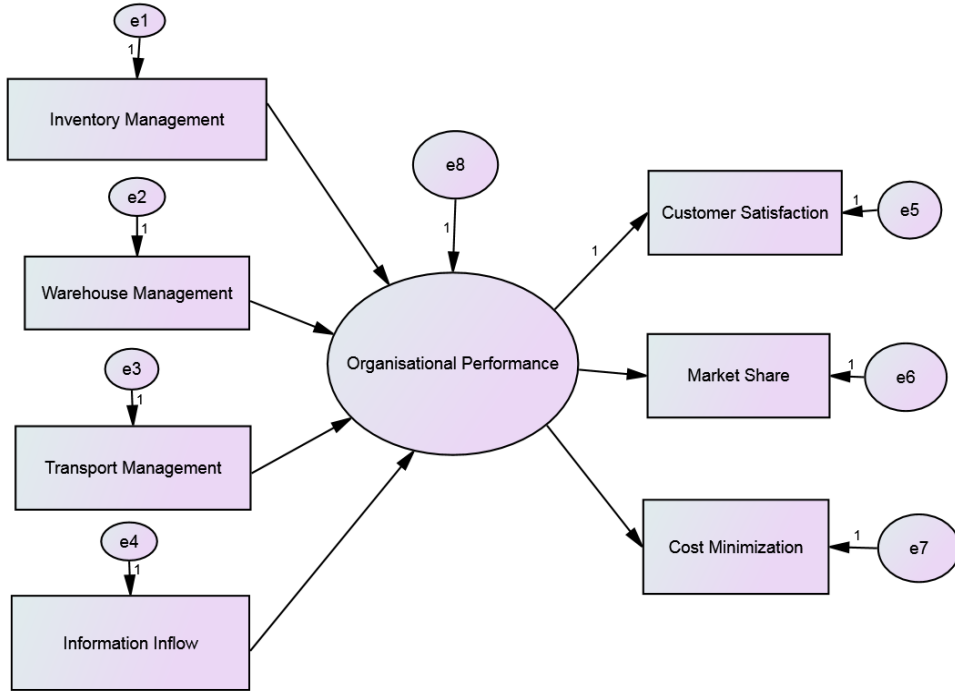 e1
1
Inventory Management
e2
1
Warehouse Management
e3
1
Transport Management
e4
1
Information Inflow
e8
1
Organisational Performance
1
Customer Satisfaction
1
e5
Market Share
1
e6
Cost Minimization
1
e7